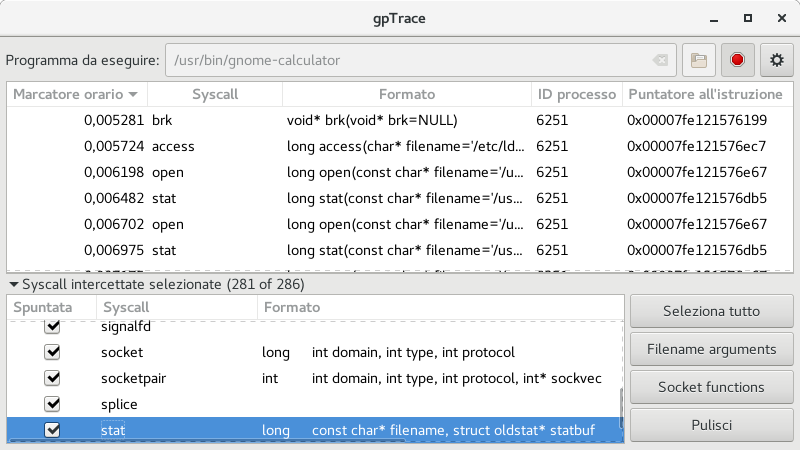 gpTrace
Programma da eseguire: /usr/bin/gnome-calculator
Marcatore orario Syscall Formato ID processo Puntatore all'istruzione
0,005281 brk void* brk(void* brk=NULL) 6251 0x00007fe121576199
0,005724 access long access(char* filename='/etc/ld... 6251 0x00007fe121576ec7
0,006198 open long open(const char* filename='/u... 6251 0x00007fe121576e67
0,006482 stat long stat(const char* filename='/us... 6251 0x00007fe121576db5
0,006702 open long open(const char* filename='/u... 6251 0x00007fe121576e67
0,006975 stat long stat(const char* filename='/us... 6251 0x00007fe121576db5
Syscall intercettate selezionate (281 of 286)
Spuntata Syscall Formato
signalfd
socket long int domain, int type, int protocol
socketpair int int domain, int type, int protocol, int* sockvec
splice
stat long const char* filename, struct oldstat* statbuf
Seleziona tutto
Filename arguments
Socket functions
Pulisci